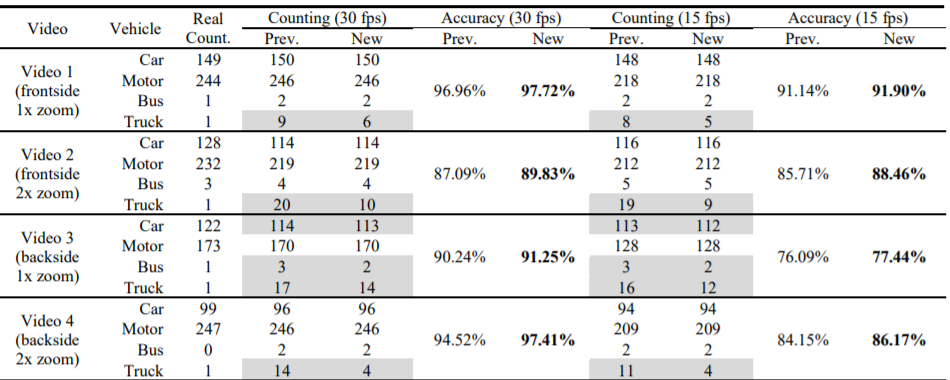 Video Vehicle Real Count. Counting (30 fps) Accuracy (30 fps) Counting (15 fps) Accuracy (15 fps)
Prev. New Prev. New Prev. New Prev. New
Video 1 (frontside 1x zoom) Car 149 150 150 96.96% 97.72% 148 148 91.14% 91.90%
Motor 244 246 246 218 218
Bus 1 2 2 2 2
Truck 1 9 6 8 5
Video 2 (frontside 2x zoom) Car 128 114 114 87.09% 89.83% 116 116 85.71% 88.46%
Motor 232 219 219 212 212
Bus 3 4 4 5 5
Truck 1 20 10 19 9
Video 3 (backside 1x zoom) Car 122 114 113 90.24% 91.25% 113 112 76.09% 77.44%
Motor 173 170 170 128 128
Bus 1 3 2 3 2
Truck 1 17 14 16 12
Video 4 (backside 2x zoom) Car 99 96 96 94.52% 97.41% 94 94 84.15% 86.17%
Motor 247 246 246 209 209
Bus 0 2 2 2 2
Truck 1 14 4 11 4